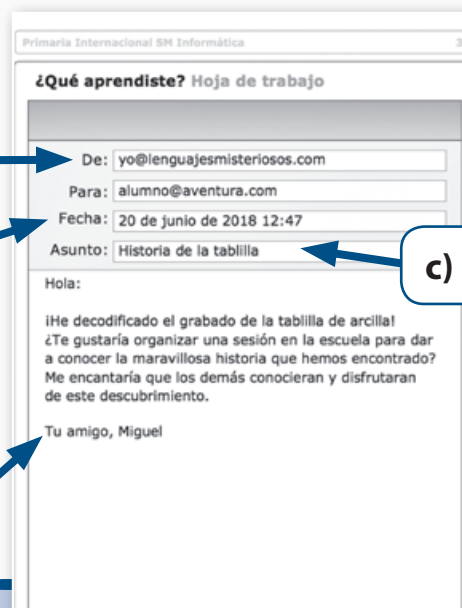 Primaria Internacional SM Informática 3
¿Qué aprendiste? Hoja de trabajo
De: yo@lenguajesmisteriosos.com
Para: alumno@aventura.com
Fecha: 20 de junio de 2018 12:47
Asunto: Historia de la tablilla
c)
Hola:
¡He decodificado el grabado de la tablilla de arcilla!
¿Te gustaría organizar una sesión en la escuela para dar
a conocer la maravillosa historia que hemos encontrado?
Me encantaría que los demás conocieran y disfrutaran
de este descubrimiento.
Tu amigo, Miguel